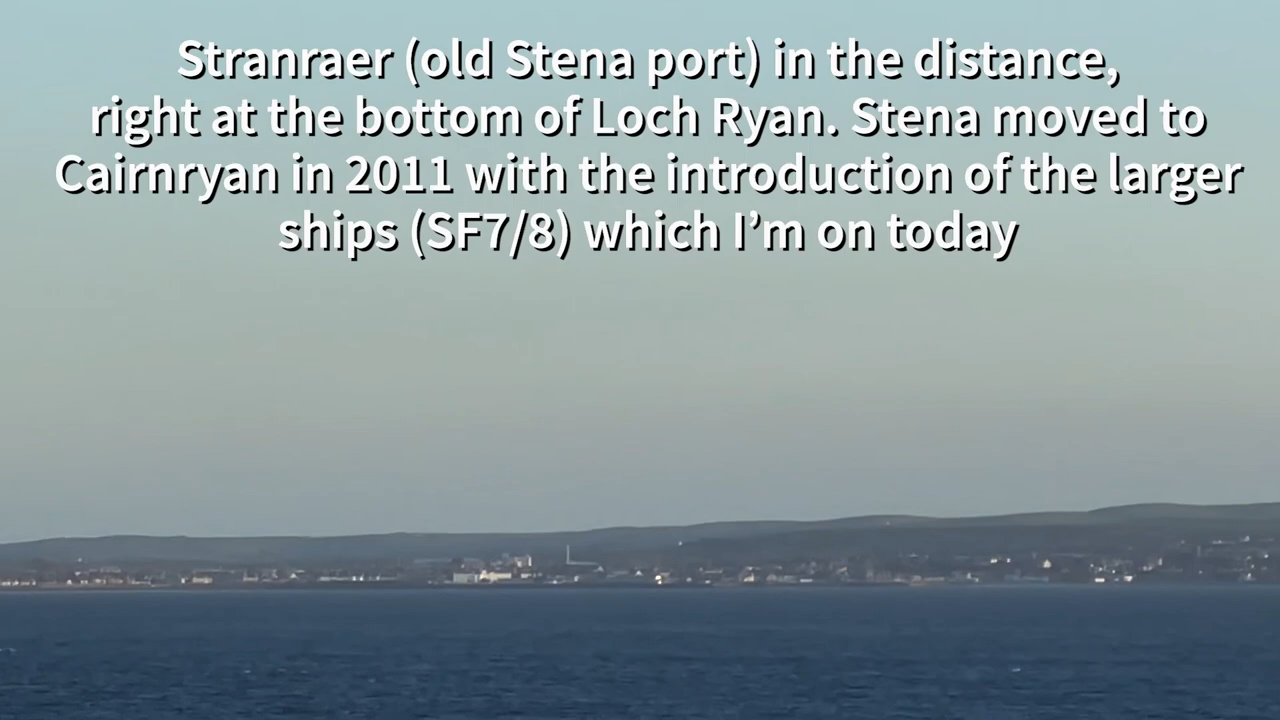 Stranraer (old Stena port) in the distance,
right at the bottom of Loch Ryan. Stena moved to
Cairnryan in 2011 with the introduction of the larger
ships (SF7/8) which I’m on today